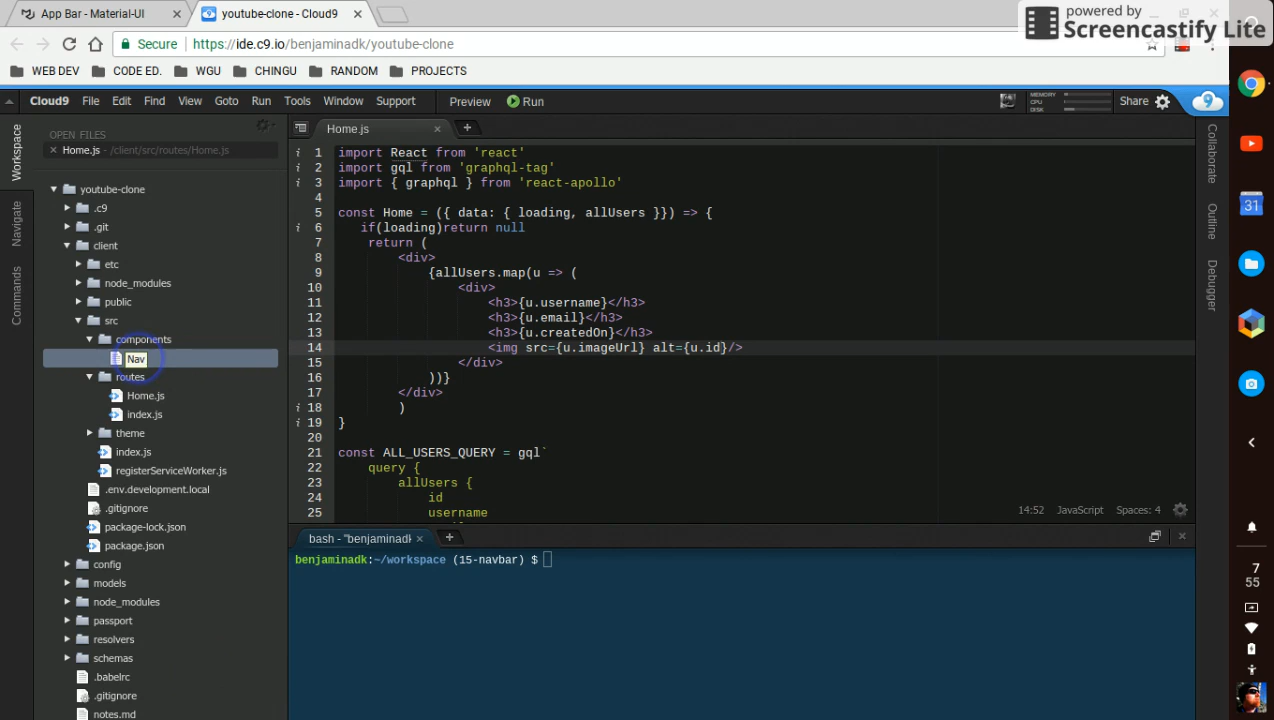 App Bar - Material-UI
youtube-clone - Cloud9
powered by
Screencastify Lite
Secure
https://ide.c9.io/benjaminadk/youtube-clone
WEB DEV
CODE ED.
WGU
CHINGU
RANDOM
PROJECTS
Cloud9 File Edit Find View Goto Run Tools Window Support Preview Run
MEMORY
CPU
DISK
Share
Workspace
Navigate
Commands
OPEN FILES
Home.js - /client/src/routes/Home.js
youtube-clone
.c9
.git
client
etc
node_modules
public
src
components
Nav
routes
Home.js
index.js
theme
index.js
registerServiceWorker.js
.env.development.local
.gitignore
package-lock.json
package.json
config
models
node_modules
passport
resolvers
schemas
.babelrc
.gitignore
notes.md
Home.js
1 import React from 'react'
2 import gql from 'graphql-tag'
3 import { graphql } from 'react-apollo'
4
5 const Home = ({ data: { loading, allUsers }}) => {
6 if(loading)return null
7 return (
8 <div>
9 {allUsers.map(u => (
10 <div>
11 <h3>{u.username}</h3>
12 <h3>{u.email}</h3>
13 <h3>{u.createdOn}</h3>
14 <img src={u.imageUrl} alt={u.id}/>
15 </div>
16 ))}
17 </div>
18 )
19 }
20
21 const ALL_USERS_QUERY = gql`
22 query {
23 allUsers {
24 id
25 username
14:52 JavaScript Spaces: 4
bash - "benjaminadk
benjaminadk:~/workspace (15-navbar) $
Collaborate
Outline
Debugger
31
7
55